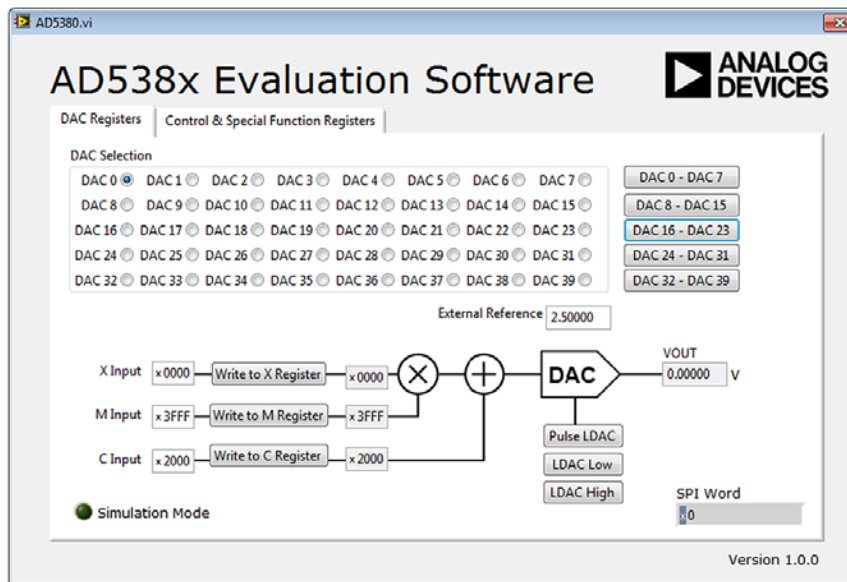 AD5380.vi
AD538x Evaluation Software
ANALOG
DEVICES
DAC Registers
Control & Special Function Registers
DAC Selection
DAC 0 DAC 1 DAC 2 DAC 3 DAC 4 DAC 5 DAC 6 DAC 7
DAC 0 - DAC 7
DAC 8 DAC 9 DAC 10 DAC 11 DAC 12 DAC 13 DAC 14 DAC 15
DAC 8 - DAC 15
DAC 16 DAC 17 DAC 18 DAC 19 DAC 20 DAC 21 DAC 22 DAC 23
DAC 16 - DAC 23
DAC 24 DAC 25 DAC 26 DAC 27 DAC 28 DAC 29 DAC 30 DAC 31
DAC 24 - DAC 31
DAC 32 DAC 33 DAC 34 DAC 35 DAC 36 DAC 37 DAC 38 DAC 39
DAC 32 - DAC 39
External Reference 2.50000
X Input x 0000 Write to X Register x 0000
DAC
VOUT
0.00000 V
M Input x 3FFF Write to M Register x 3FFF
C Input x 2000 Write to C Register x 2000
Pulse LDAC
LDAC Low
LDAC High
Simulation Mode
SPI Word
x 0
Version 1.0.0